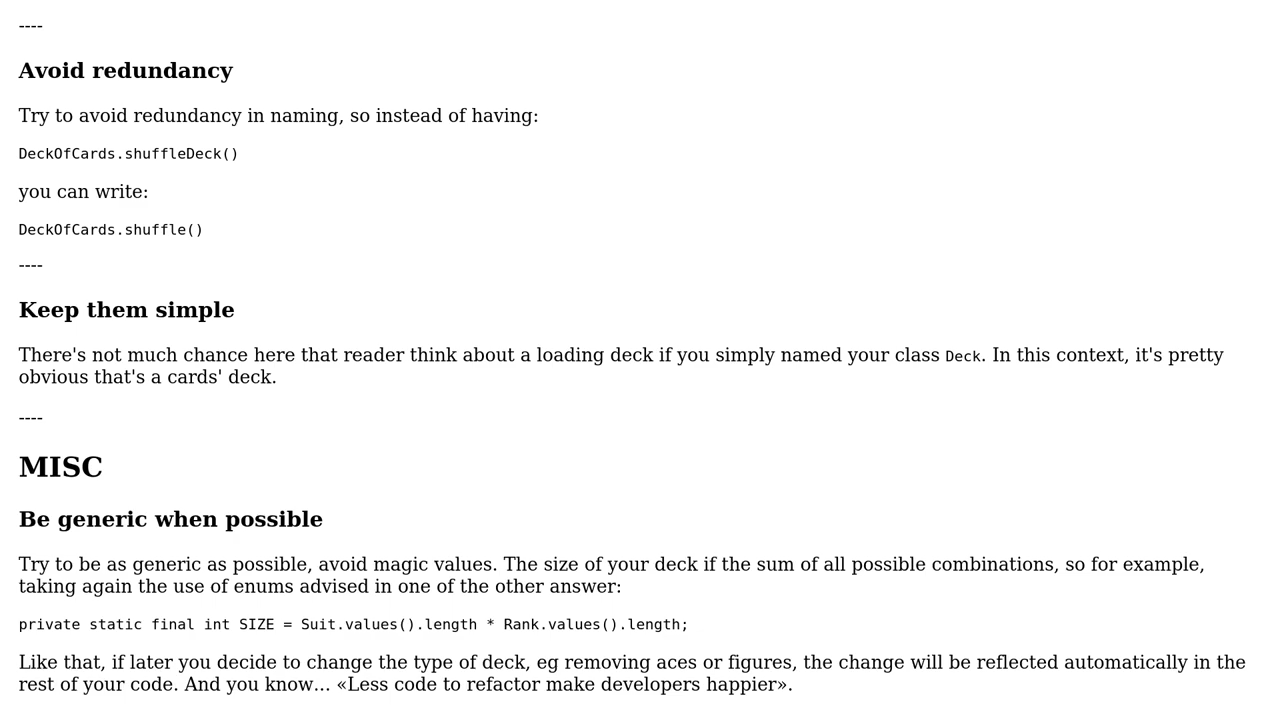 ----
Avoid redundancy
Try to avoid redundancy in naming, so instead of having:
DeckOfCards.shuffleDeck()
you can write:
DeckOfCards.shuffle()
----
Keep them simple
There's not much chance here that reader think about a loading deck if you simply named your class Deck. In this context, it's pretty
obvious that's a cards' deck.
----
MISC
Be generic when possible
Try to be as generic as possible, avoid magic values. The size of your deck if the sum of all possible combinations, so for example,
taking again the use of enums advised in one of the other answer:
private static final int SIZE = Suit.values().length * Rank.values().length;
Like that, if later you decide to change the type of deck, eg removing aces or figures, the change will be reflected automatically in the
rest of your code. And you know... «Less code to refactor make developers happier».